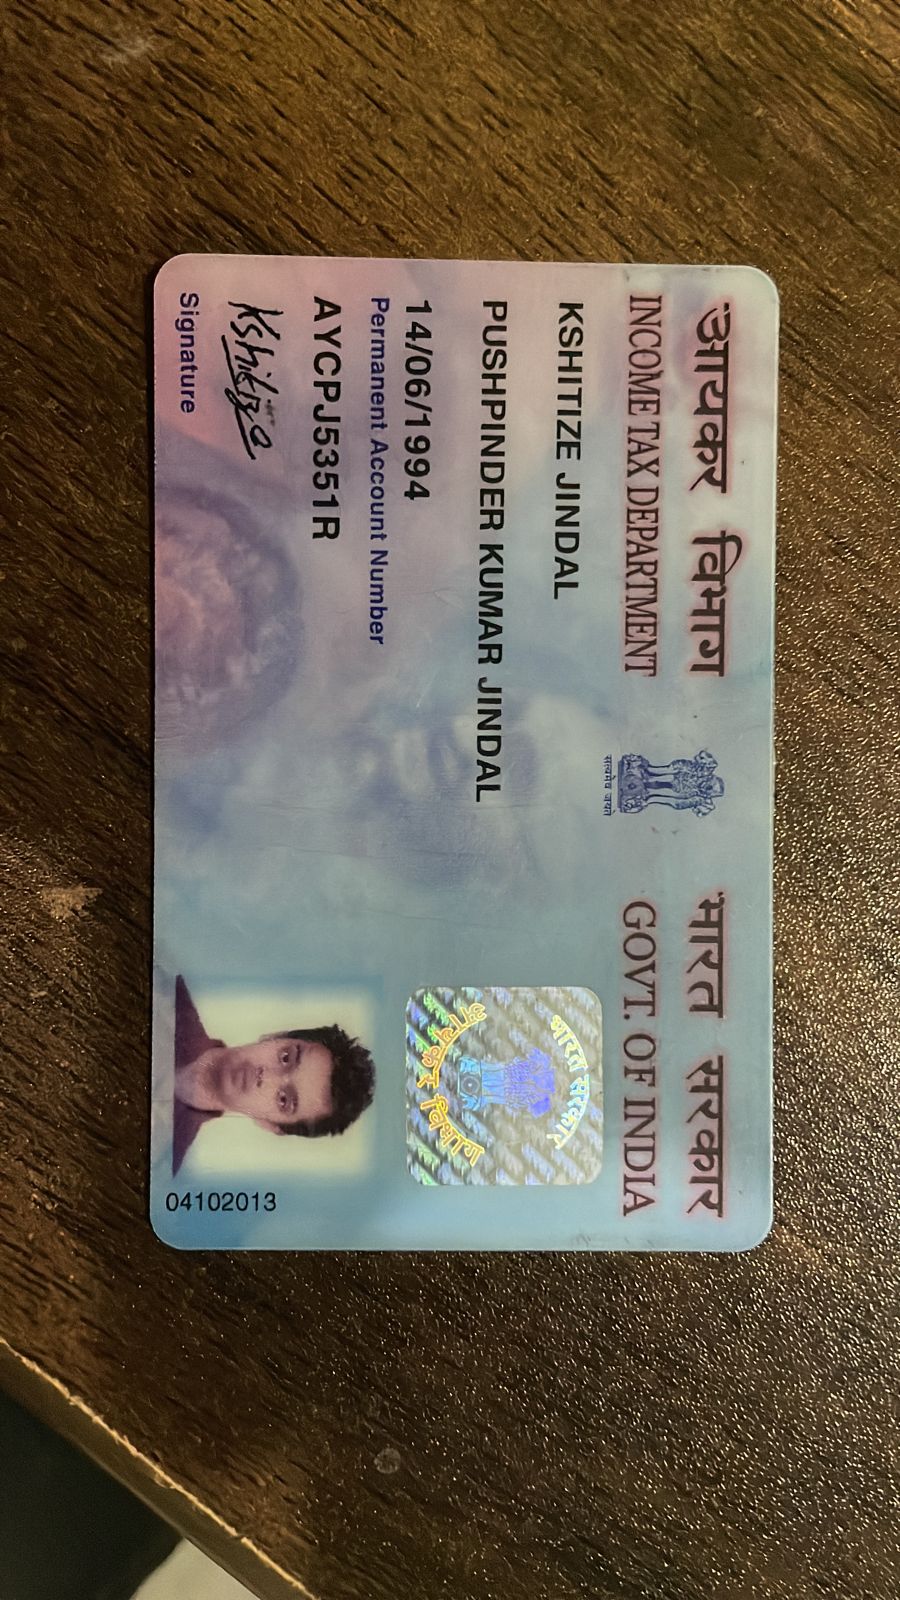 आयकर विभाग
INCOME TAX DEPARTMENT
सत्यमेव जयते
भारत सरकार
GOVT. OF INDIA
KSHITIZE JINDAL
PUSHPINDER KUMAR JINDAL
14/06/1994
Permanent Account Number
AYCPJ5351R
Kshitize
Signature
भारत सरकार
आयकर विभाग
04102013